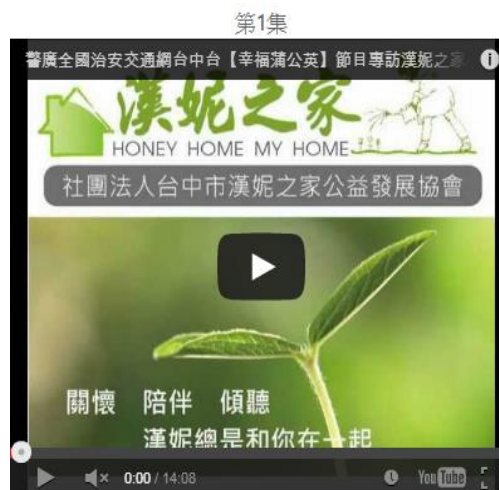 第1集
警廣全國治安交通網台中台【幸福蒲公英】節目專訪漢妮之家
漢妮之家
HONEY HOME MY HOME
社團法人台中市漢妮之家公益發展協會
關懷 陪伴 傾聽
漢妮總是和你在一起
0:00 / 14:08
YouTube